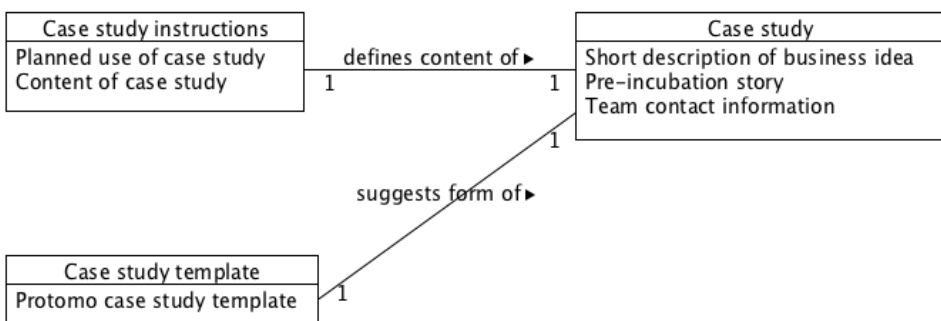 Case study instructions
Planned use of case study
Content of case study
defines content of ▸
1
1
Case study
Short description of business idea
Pre-incubation story
Team contact information
1
suggests form of ▸
Case study template
Protomo case study template
1